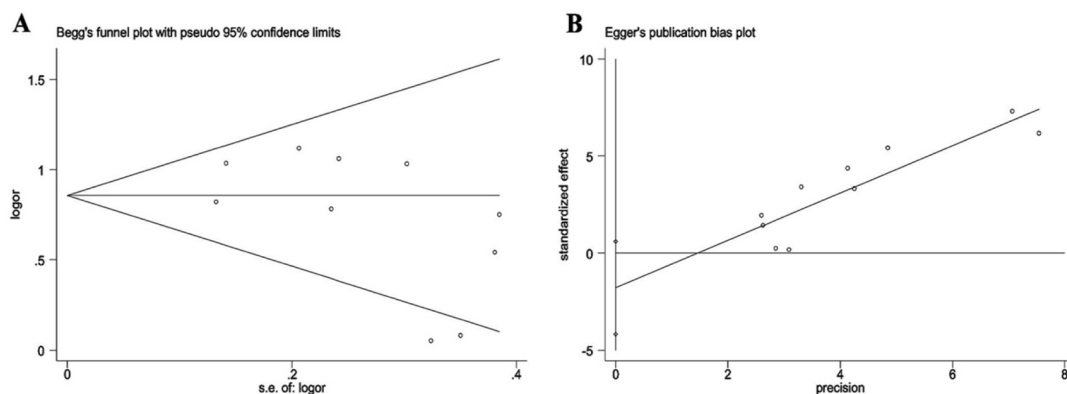 A
Begg's funnel plot with pseudo 95% confidence limits
1.5
1
.5
0
logor
0
.2
.4
s.e. of: logor
B
Egger's publication bias plot
10
5
0
-5
standardized effect
0
2
4
6
8
precision